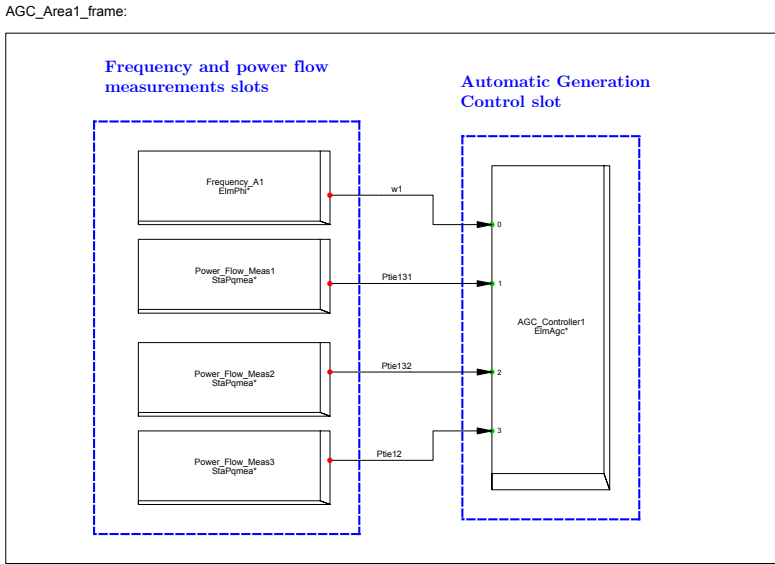 AGC_Area1_frame:
Frequency and power flow
measurements slots
Automatic Generation
Control slot
Frequency_A1
ElmPhi*
w1
0
Power_Flow_Meas1
StaPqmea*
Ptie131
1
AGC_Controller1
ElmAgc*
Power_Flow_Meas2
StaPqmea*
Ptie132
2
Power_Flow_Meas3
StaPqmea*
Ptie12
3